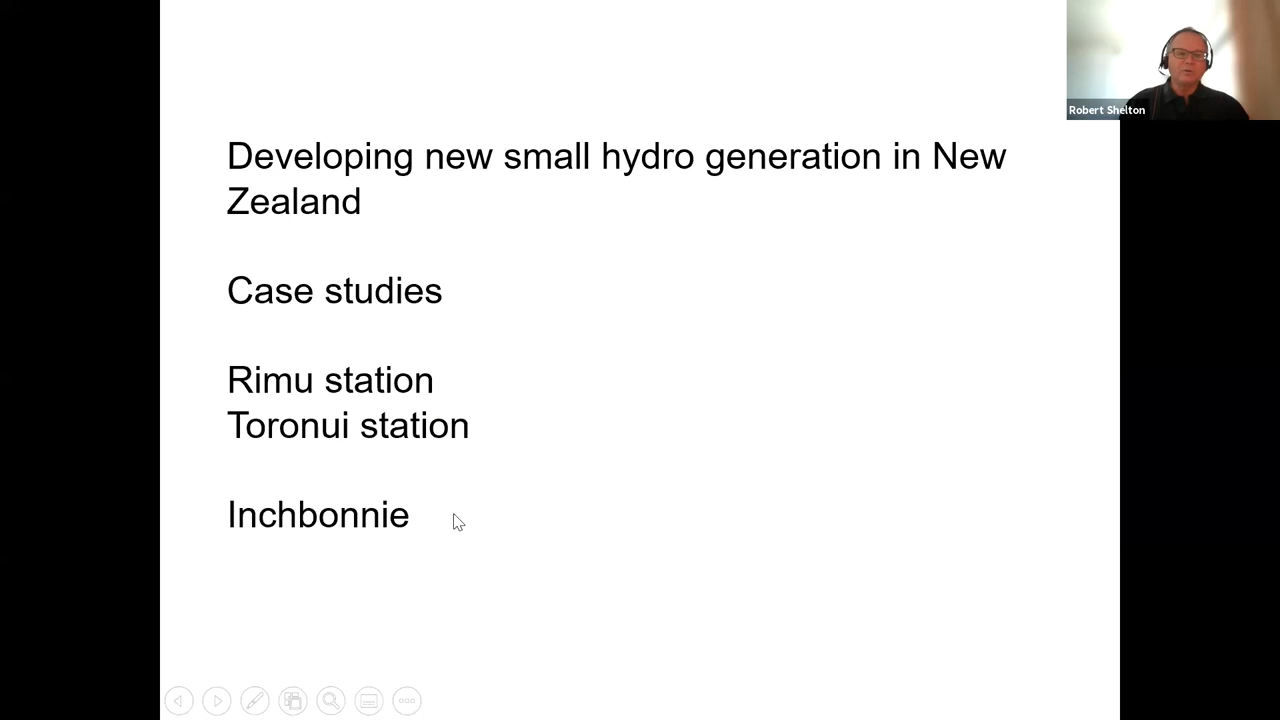 Robert Shelton
Developing new small hydro generation in New
Zealand
Case studies
Rimu station
Toronui station
Inchbonnie